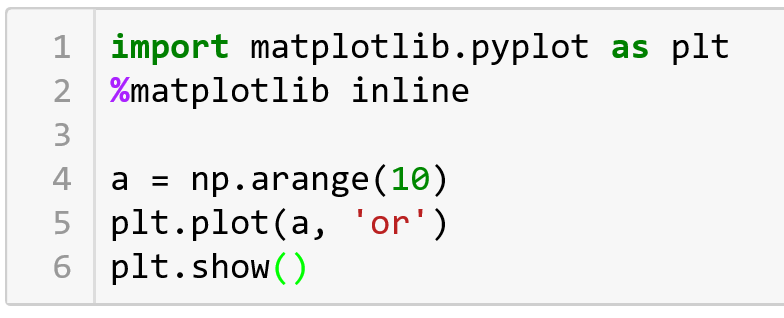 1 import matplotlib.pyplot as plt
2 %matplotlib inline
3
4 a = np.arange(10)
5 plt.plot(a, 'or')
6 plt.show()